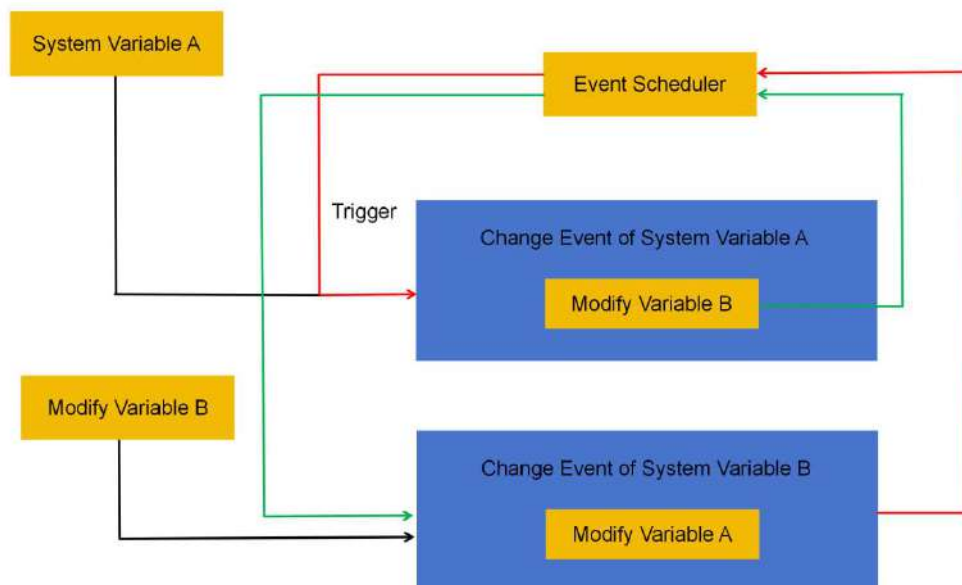 System Variable A
Event Scheduler
Trigger
Change Event of System Variable A
Modify Variable B
Modify Variable B
Change Event of System Variable B
Modify Variable A